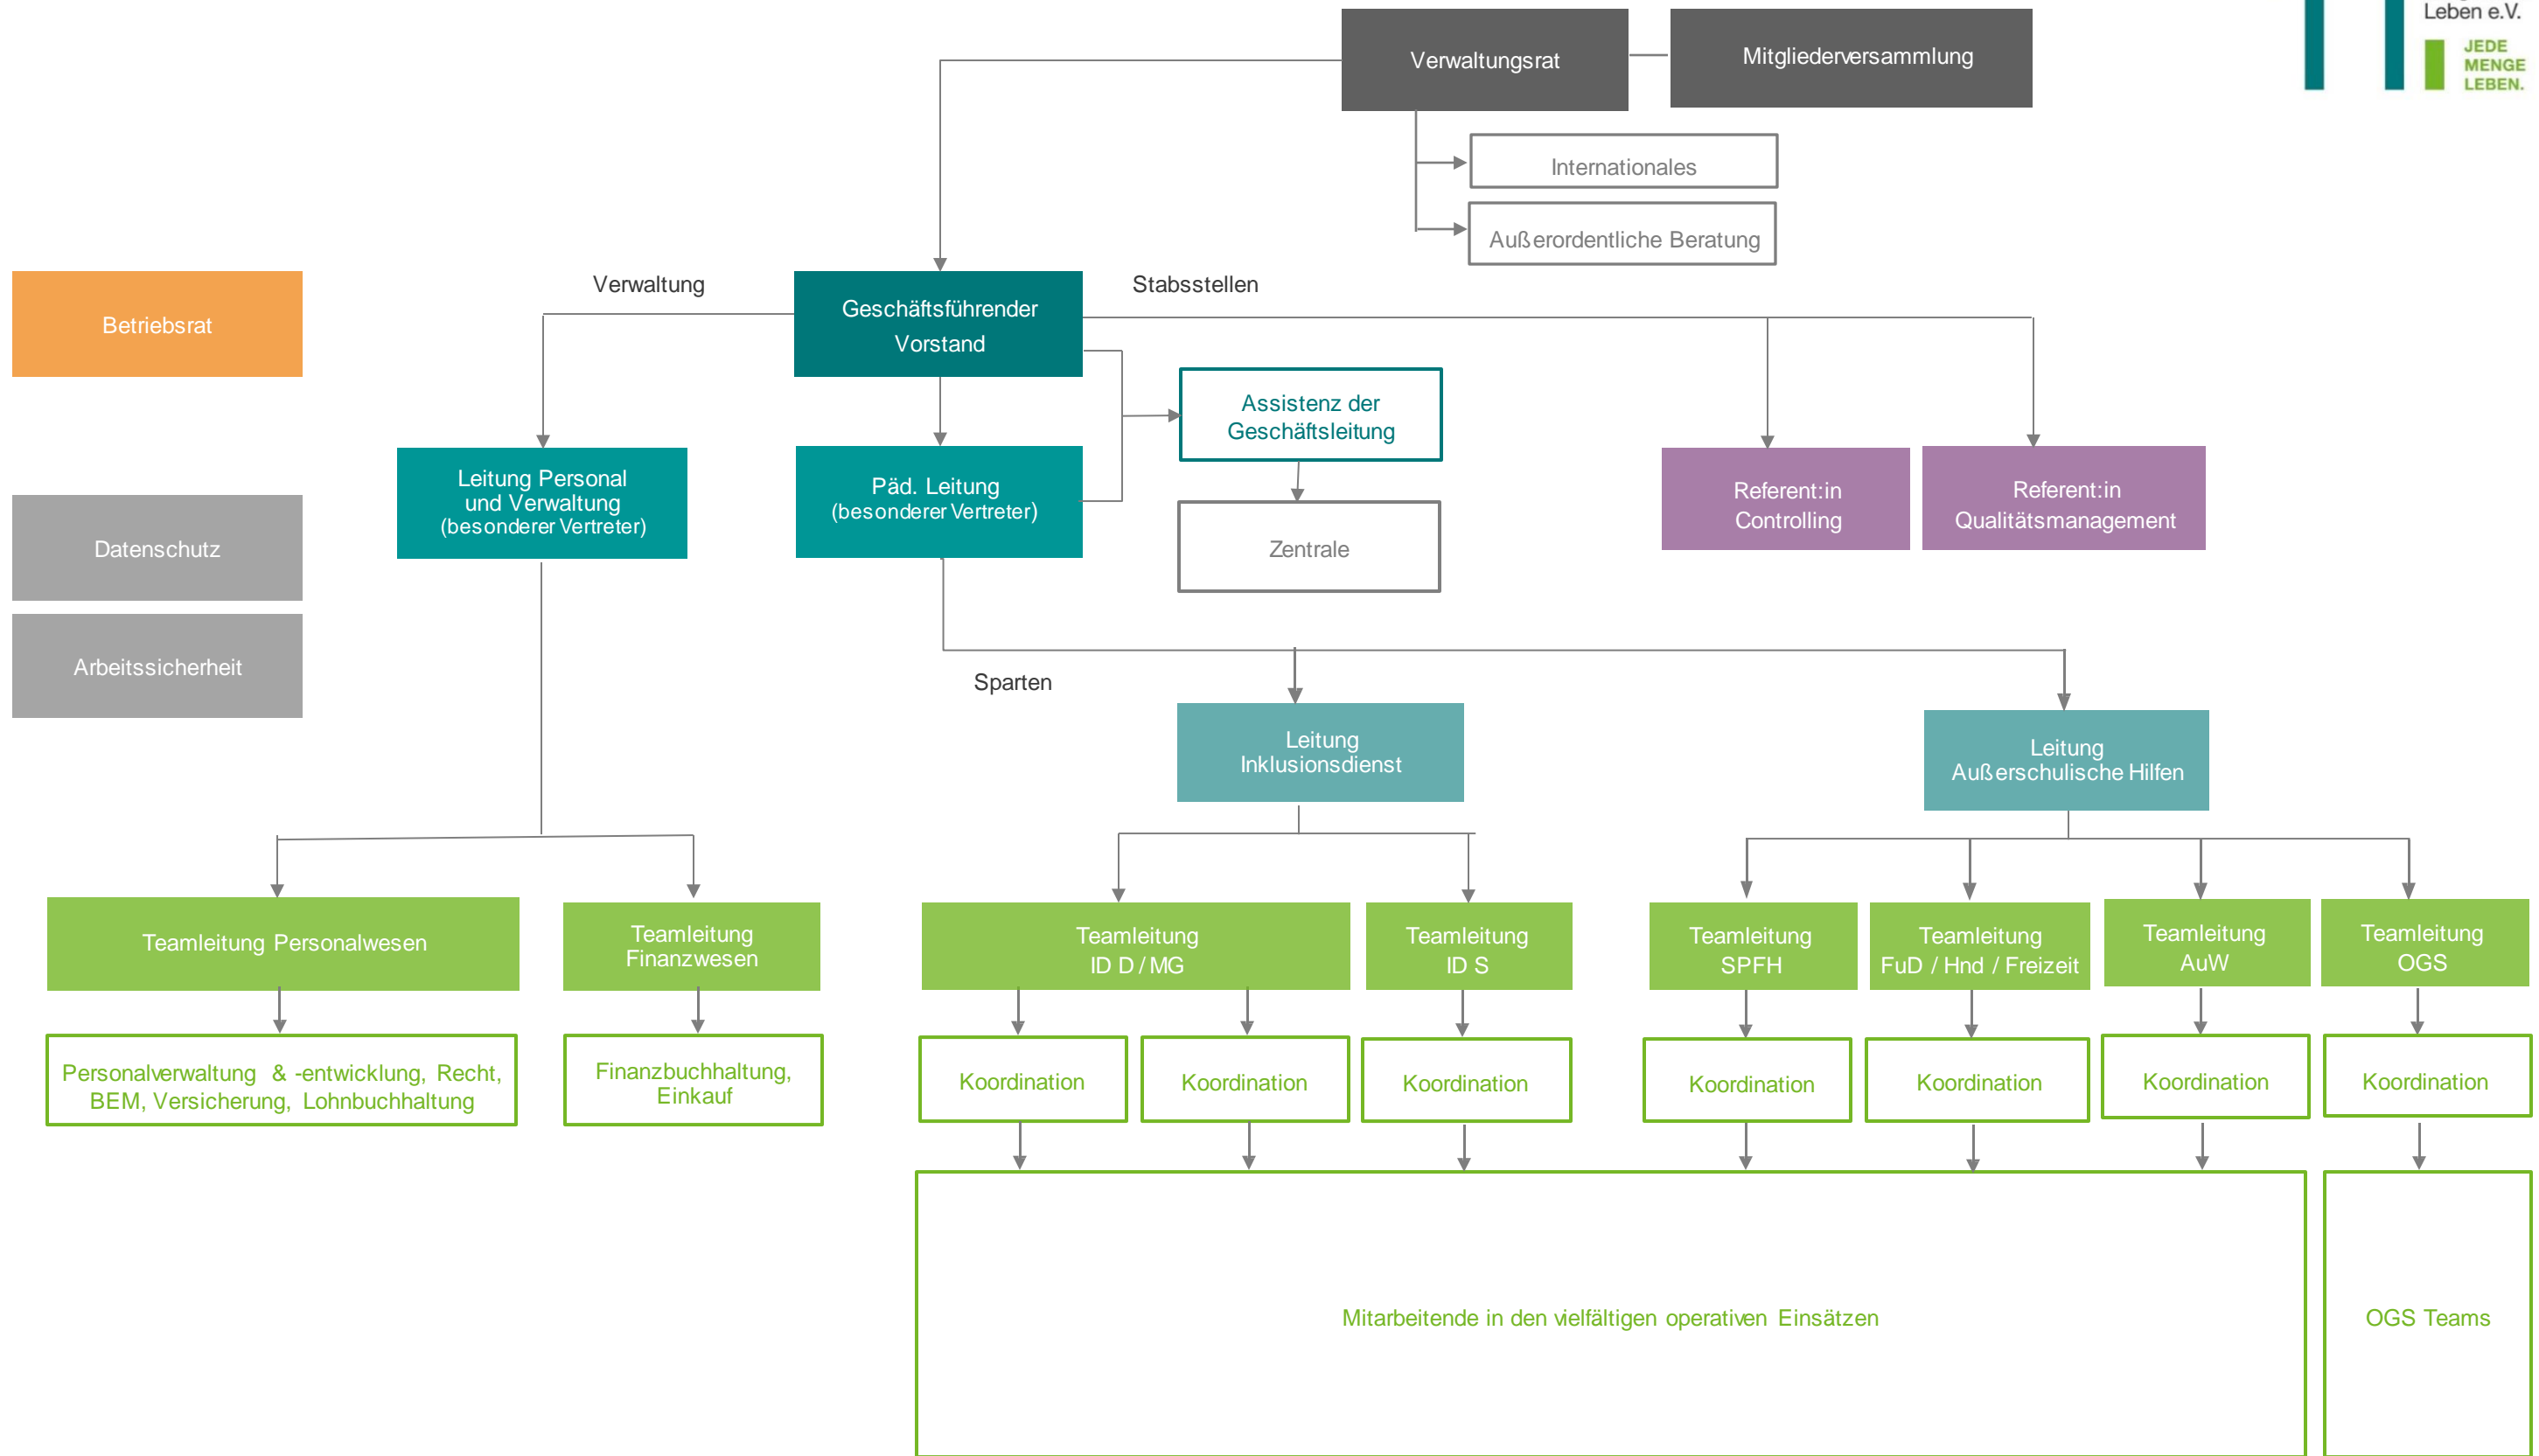 Leben e.V.
JEDE
MENGE
LEBEN.
Verwaltungsrat
Mitgliederversammlung
Internationales
Außerordentliche Beratung
Verwaltung
Stabsstellen
Betriebsrat
Geschäftsführender
Vorstand
Assistenz der
Geschäftsleitung
Leitung Personal
und Verwaltung
(besonderer Vertreter)
Päd. Leitung
(besonderer Vertreter)
Referent:in
Controlling
Referent:in
Qualitätsmanagement
Datenschutz
Zentrale
Arbeitssicherheit
Sparten
Leitung
Inklusionsdienst
Leitung
Außerschulische Hilfen
Teamleitung Personalwesen
Teamleitung
Finanzwesen
Teamleitung
ID D / MG
Teamleitung
ID S
Teamleitung
SPFH
Teamleitung
FuD / Hnd / Freizeit
Teamleitung
AuW
Teamleitung
OGS
Personalverwaltung & -entwicklung, Recht,
BEM, Versicherung, Lohnbuchhaltung
Finanzbuchhaltung,
Einkauf
Koordination
Koordination
Koordination
Koordination
Koordination
Koordination
Koordination
Mitarbeitende in den vielfältigen operativen Einsätzen
OGS Teams